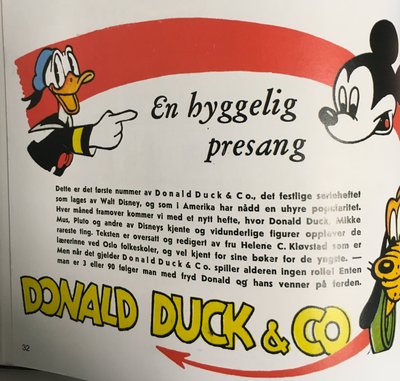 En hyggelig
presang
Dette er det første nummer av Donald Duck & Co., det festlige serieheftet
som lages av Walt Disney, og som i Amerika har nådd en uhyre popularitet.
Hver måned framover kommer vi med et nytt hefte, hvor Donald Duck, Mikke
Mus, Pluto og andre av Disneys kjente og vidunderlige figurer opplever de
rareste ting. Teksten er oversatt og redigert av fru Helene C. Kløvstad som er
lærerinne ved Oslo folkeskoler, og vel kjent for sine bøker for de yngste. —
Men når det gjelder Donald Duck & Co. spiller alderen ingen rolle! Enten
man er 3 eller 90 følger man med fryd Donald og hans venner på ferden.
DONALD DUCK & CO
32